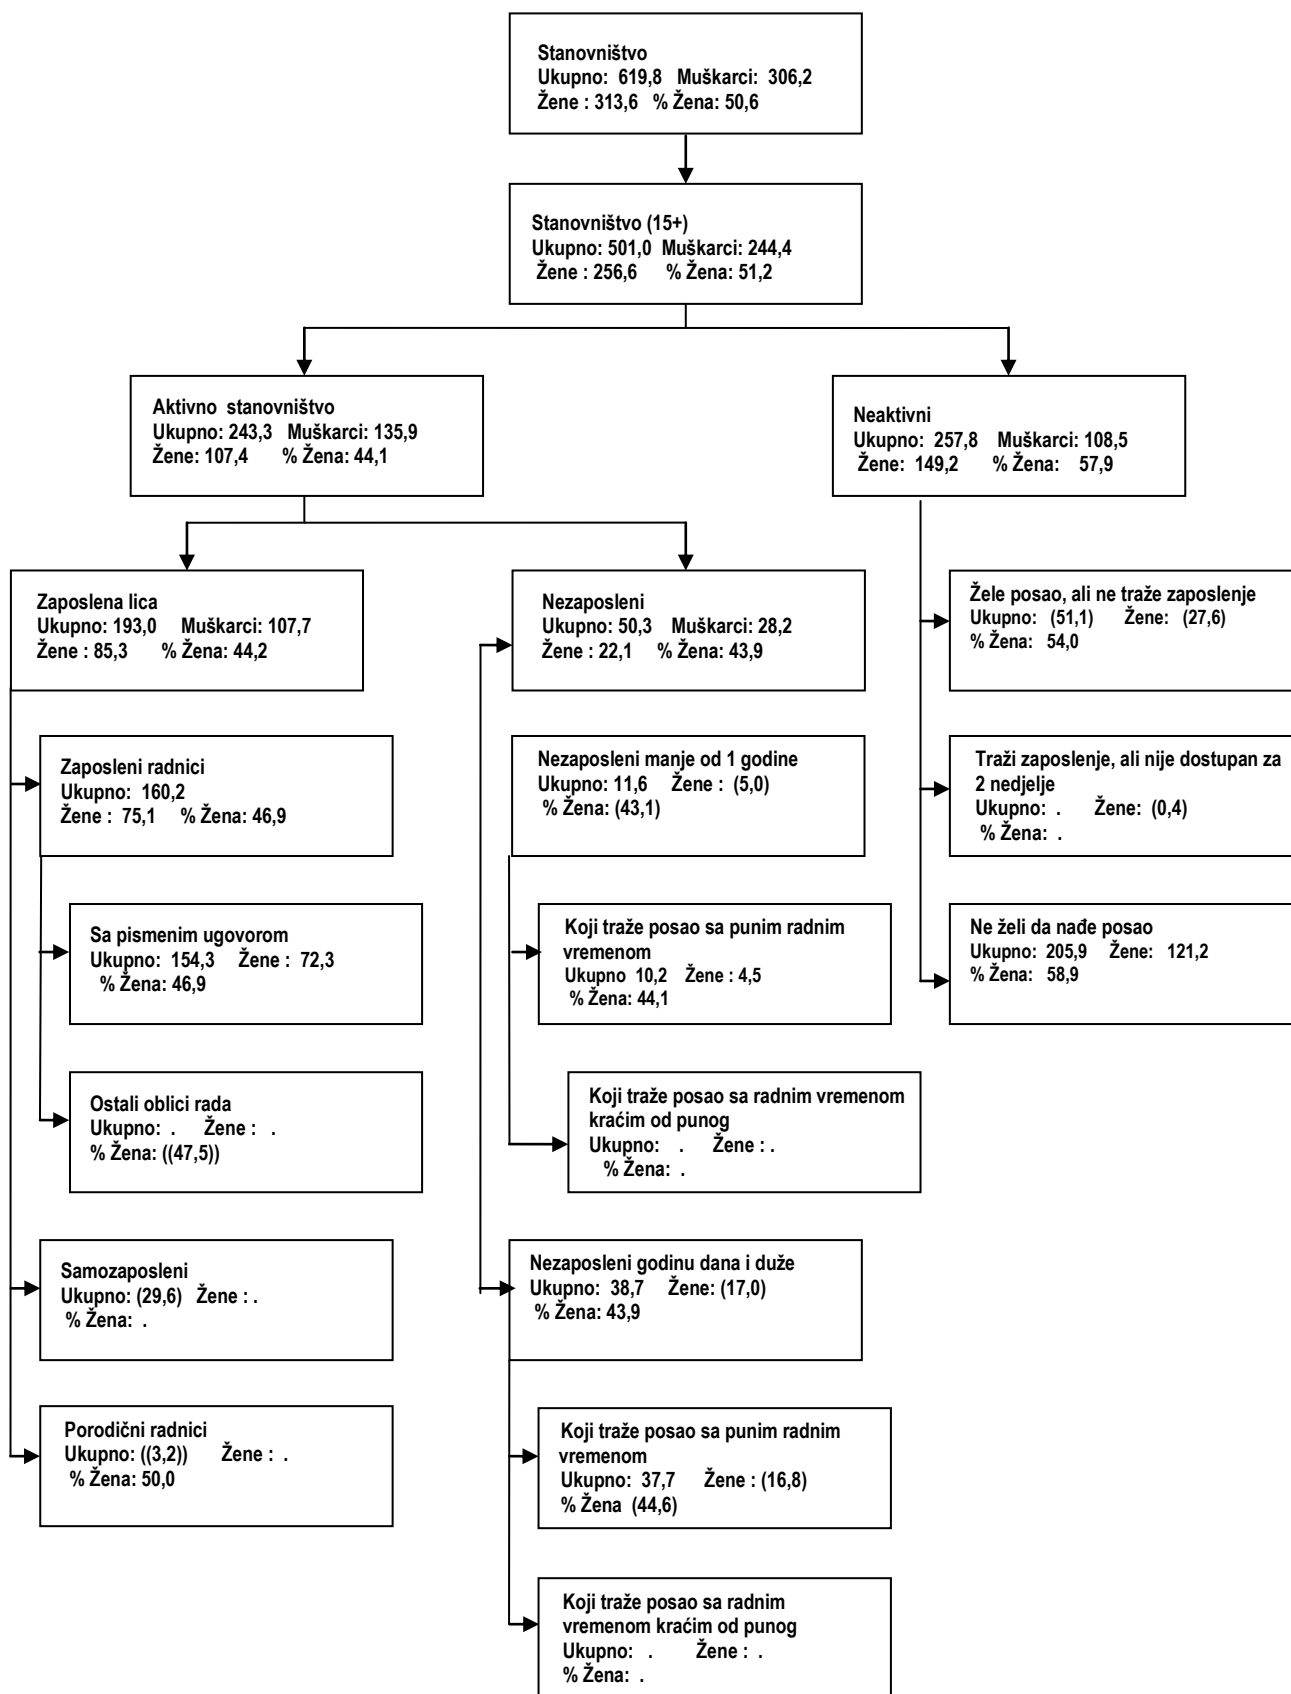 Stanovništvo
Ukupno: 619,8 Muškarci: 306,2
Žene : 313,6 % Žena: 50,6
Stanovništvo (15+)
Ukupno: 501,0 Muškarci: 244,4
Žene : 256,6 % Žena: 51,2
Aktivno stanovništvo
Ukupno: 243,3 Muškarci: 135,9
Žene: 107,4 % Žena: 44,1
Neaktivni
Ukupno: 257,8 Muškarci: 108,5
Žene: 149,2 % Žena: 57,9
Zaposlena lica
Ukupno: 193,0 Muškarci: 107,7
Žene : 85,3 % Žena: 44,2
Nezaposleni
Ukupno: 50,3 Muškarci: 28,2
Žene : 22,1 % Žena: 43,9
Žele posao, ali ne traže zaposlenje
Ukupno: (51,1) Žene: (27,6)
% Žena: 54,0
Zaposleni radnici
Ukupno: 160,2
Žene : 75,1 % Žena: 46,9
Nezaposleni manje od 1 godine
Ukupno: 11,6 Žene : (5,0)
% Žena: (43,1)
Traži zaposlenje, ali nije dostupan za
2 nedjelje
Ukupno: . Žene: (0,4)
% Žena: .
Sa pismenim ugovorom
Ukupno: 154,3 Žene : 72,3
% Žena: 46,9
Koji traže posao sa punim radnim
vremenom
Ukupno 10,2 Žene : 4,5
% Žena: 44,1
Ne želi da nađe posao
Ukupno: 205,9 Žene: 121,2
% Žena: 58,9
Ostali oblici rada
Ukupno: . Žene : .
% Žena: ((47,5))
Koji traže posao sa radnim vremenom
kraćim od punog
Ukupno: . Žene : .
% Žena: .
Samozaposleni
Ukupno: (29,6) Žene : .
% Žena: .
Nezaposleni godinu dana i duže
Ukupno: 38,7 Žene: (17,0)
% Žena: 43,9
Porodični radnici
Ukupno: ((3,2)) Žene : .
% Žena: 50,0
Koji traže posao sa punim radnim
vremenom
Ukupno: 37,7 Žene : (16,8)
% Žena (44,6)
Koji traže posao sa radnim
vremenom kraćim od punog
Ukupno: . Žene : .
% Žena: .